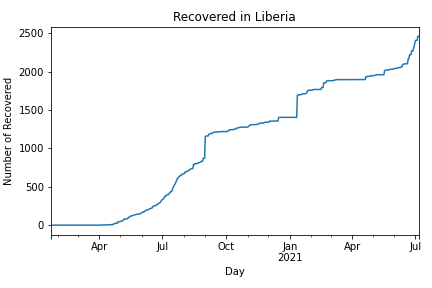 Recovered in Liberia
Number of Recovered
2500
2000
1500
1000
500
0
Apr Jul Oct Jan Apr Jul
2021
Day